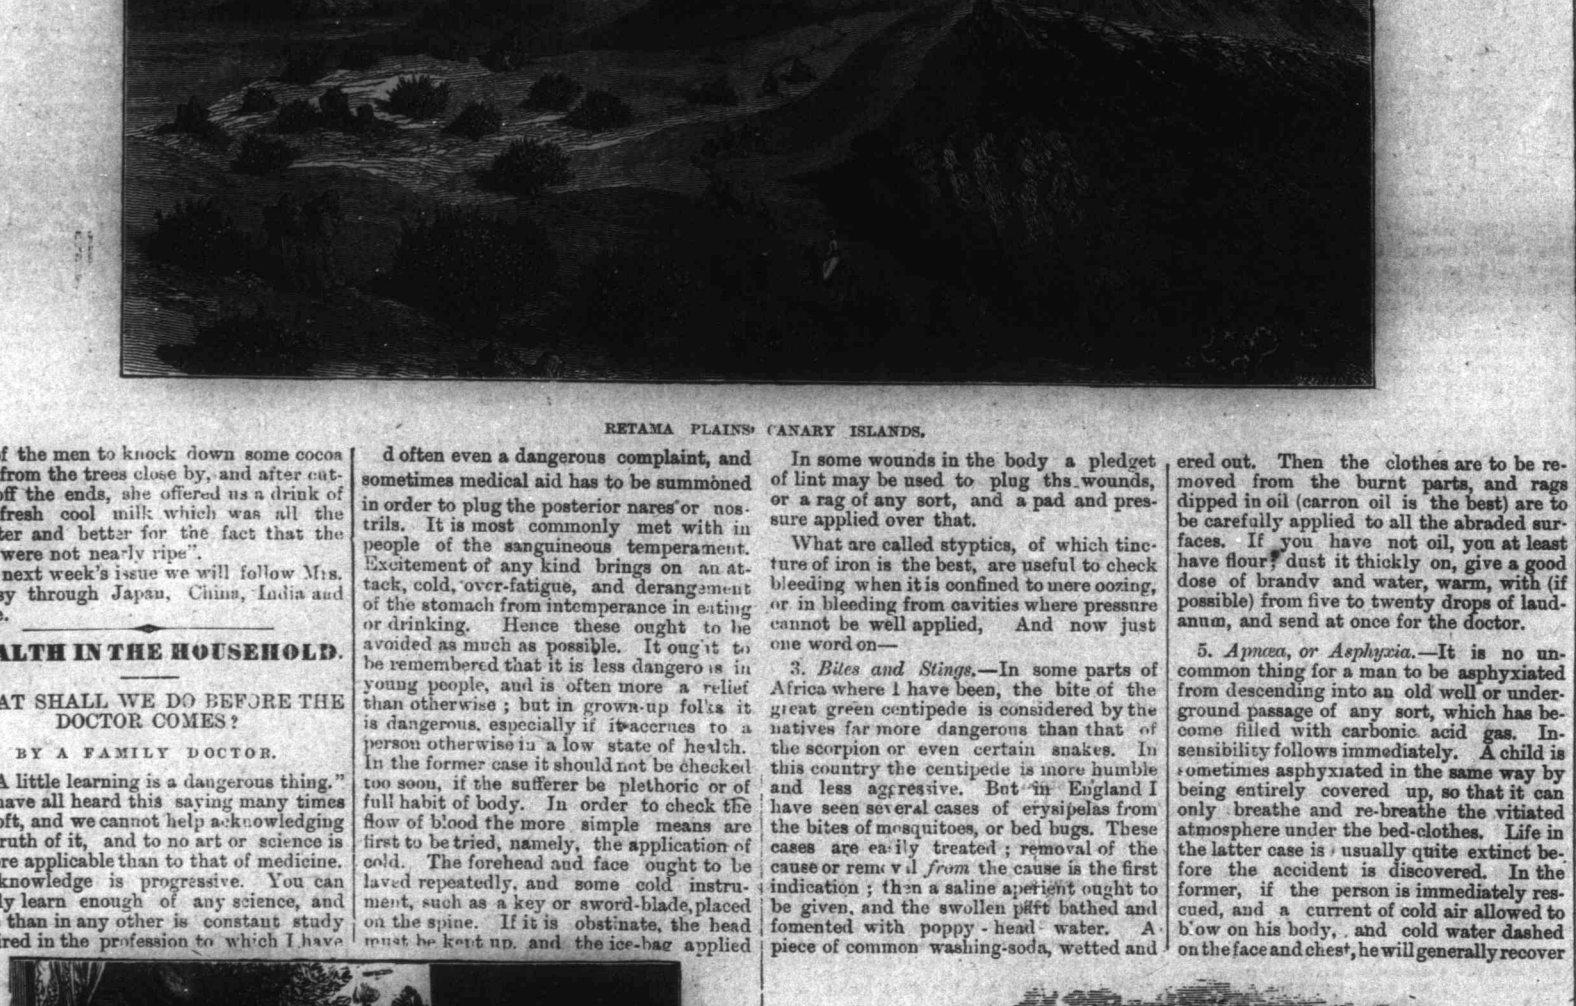 RETAMA PLAINS, CANARY ISLANDS.
f the men to knock down some cocoa
from the trees close by, and after cut-
off the ends, she offered us a drink of
fresh cool milk which was all the
ter and better for the fact that the
were not nearly ripe".
next week's issue we will follow Mrs.
sy through Japan, China, India and
ALTH IN THE HOUSEHOLD.
AT SHALL WE DO BEFORE THE
DOCTOR COMES?
BY A FAMILY DOCTOR.
A little learning is a dangerous thing."
have all heard this saying many times
oft, and we cannot help acknowledging
ruth of it, and to no art or science is
re applicable than to that of medicine.
knowledge is progressive. You can
ly learn enough of any science, and
than in any other is constant study
ired in the profession to which I have
d often even a dangerous complaint, and
sometimes medical aid has to be summoned
in order to plug the posterior nares or nos-
trils. It is most commonly met with in
people of the sanguineous temperament.
Excitement of any kind brings on an at-
tack, cold, over-fatigue, and derangement
of the stomach from intemperance in eating
or drinking. Hence these ought to be
avoided as much as possible. It ought to
be remembered that it is less dangerous in
young people, and is often more a relief
than otherwise; but in grown-up folks it
is dangerous, especially if it accrues to a
person otherwise in a low state of health.
In the former case it should not be checked
too soon, if the sufferer be plethoric or of
full habit of body. In order to check the
flow of blood the more simple means are
first to be tried, namely, the application of
cold. The forehead and face ought to be
laved repeatedly, and some cold instru-
ment, such as a key or sword-blade, placed
on the spine. If it is obstinate, the head
must be kept up, and the ice-bag applied
In some wounds in the body a pledget
of lint may be used to plug ths wounds,
or a rag of any sort, and a pad and pres-
sure applied over that.
What are called styptics, of which tinc-
ture of iron is the best, are useful to check
bleeding when it is confined to mere oozing,
or in bleeding from cavities where pressure
cannot be well applied, And now just
one word on—
3. Bites and Stings.—In some parts of
Africa where I have been, the bite of the
great green centipede is considered by the
natives far more dangerous than that of
the scorpion or even certain snakes. In
this country the centipede is more humble
and less aggressive. But in England I
have seen several cases of erysipelas from
the bites of mosquitoes, or bed bugs. These
cases are easily treated; removal of the
cause or removal from the cause is the first
indication; then a saline aperient ought to
be given, and the swollen part bathed and
fomented with poppy-head water. A
piece of common washing-soda, wetted and
ered out. Then the clothes are to be re-
moved from the burnt parts, and rags
dipped in oil (carron oil is the best) are to
be carefully applied to all the abraded sur-
faces. If you have not oil, you at least
have flour; dust it thickly on, give a good
dose of brandy and water, warm, with (if
possible) from five to twenty drops of laud-
anum, and send at once for the doctor.
5. Apnœa, or Asphyxia.—It is no un-
common thing for a man to be asphyxiated
from descending into an old well or under-
ground passage of any sort, which has be-
come filled with carbonic acid gas. In-
sensibility follows immediately. A child is
sometimes asphyxiated in the same way by
being entirely covered up, so that it can
only breathe and re-breathe the vitiated
atmosphere under the bed-clothes. Life in
the latter case is usually quite extinct be-
fore the accident is discovered. In the
former, if the person is immediately res-
cued, and a current of cold air allowed to
blow on his body, and cold water dashed
on the face and chest, he will generally recover